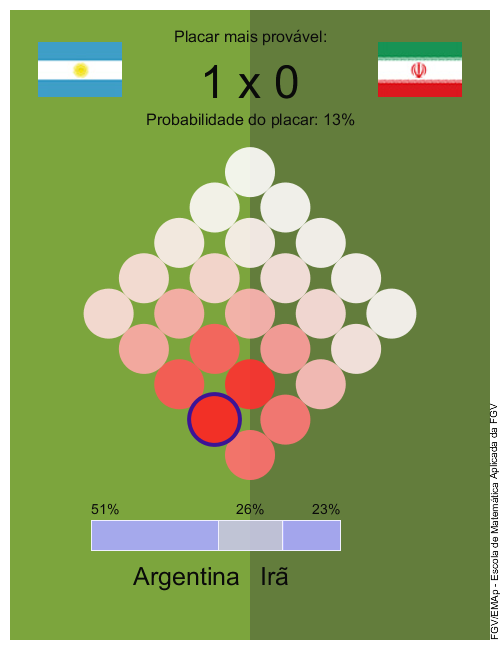 Placar mais provável:
1 x 0
Probabilidade do placar: 13%
51% 26% 23%
Argentina Irã
FGV/EMAp - Escola de Matemática Aplicada da FGV